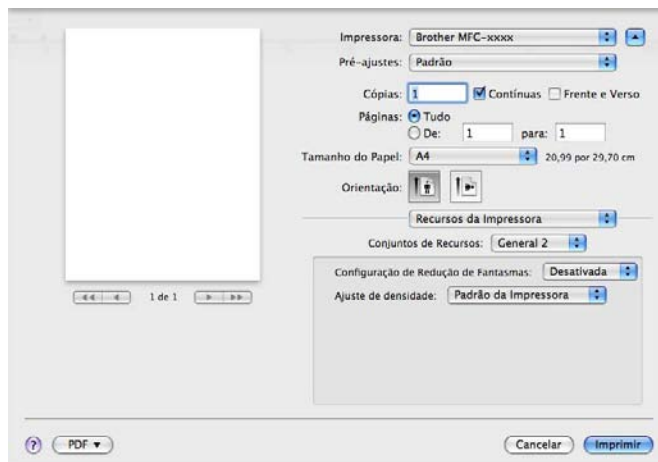 Impressora: Brother MFC-xxxx
Pré-ajustes: Padrão
Cópias: 1 Contínuas Frente e Verso
Páginas: Tudo
De: 1 para: 1
Tamanho do Papel: A4 20,99 por 29,70 cm
Orientação:
Recursos da Impressora
Conjuntos de Recursos: General 2
Configuração de Redução de Fantasmas: Desativada
Ajuste de densidade: Padrão da Impressora
1 de 1
? PDF Cancelar Imprimir